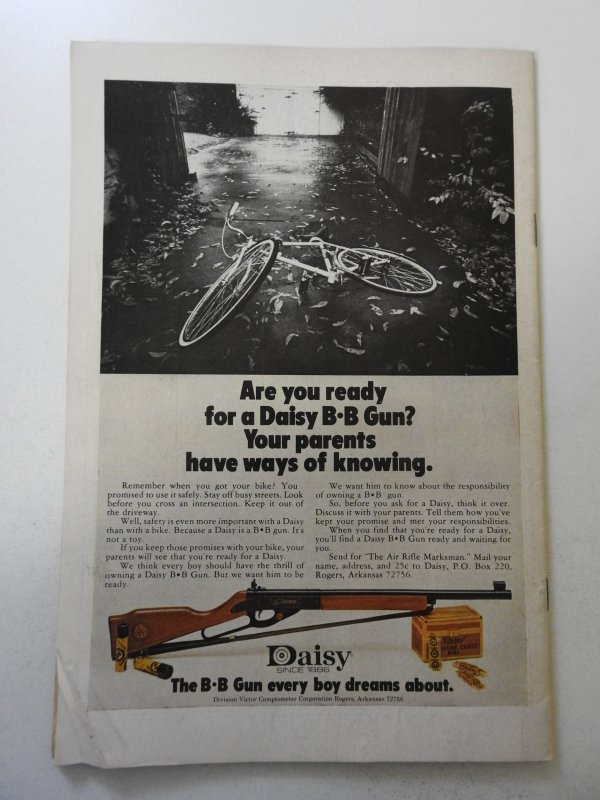 Are you ready
for a Daisy B•B Gun?
Your parents
have ways of knowing.
Remember when you got your bike? You
promised to use it safely. Stay off busy streets. Look
before you cross an intersection. Keep it out of
the driveway.
Well, safety is even more important with a Daisy
than with a bike. Because a Daisy is a B•B gun. It's
not a toy.
If you keep those promises with your bike, your
parents will see that you're ready for a Daisy.
We think every boy should have the thrill of
owning a Daisy B•B Gun. But we want him to be
ready.
We want him to know about the responsibility
of owning a B•B gun.
So, before you ask for a Daisy, think it over.
Discuss it with your parents. Tell them how you've
kept your promise and met your responsibilities.
When you find that you're ready for a Daisy,
you'll find a Daisy B•B Gun ready and waiting for
you.
Send for "The Air Rifle Marksman." Mail your
name, address, and 25¢ to Daisy, P.O. Box 220,
Rogers, Arkansas 72756.
Daisy
SINCE 1886
The B•B Gun every boy dreams about.
Division Victor Comptometer Corporation Rogers, Arkansas 72756